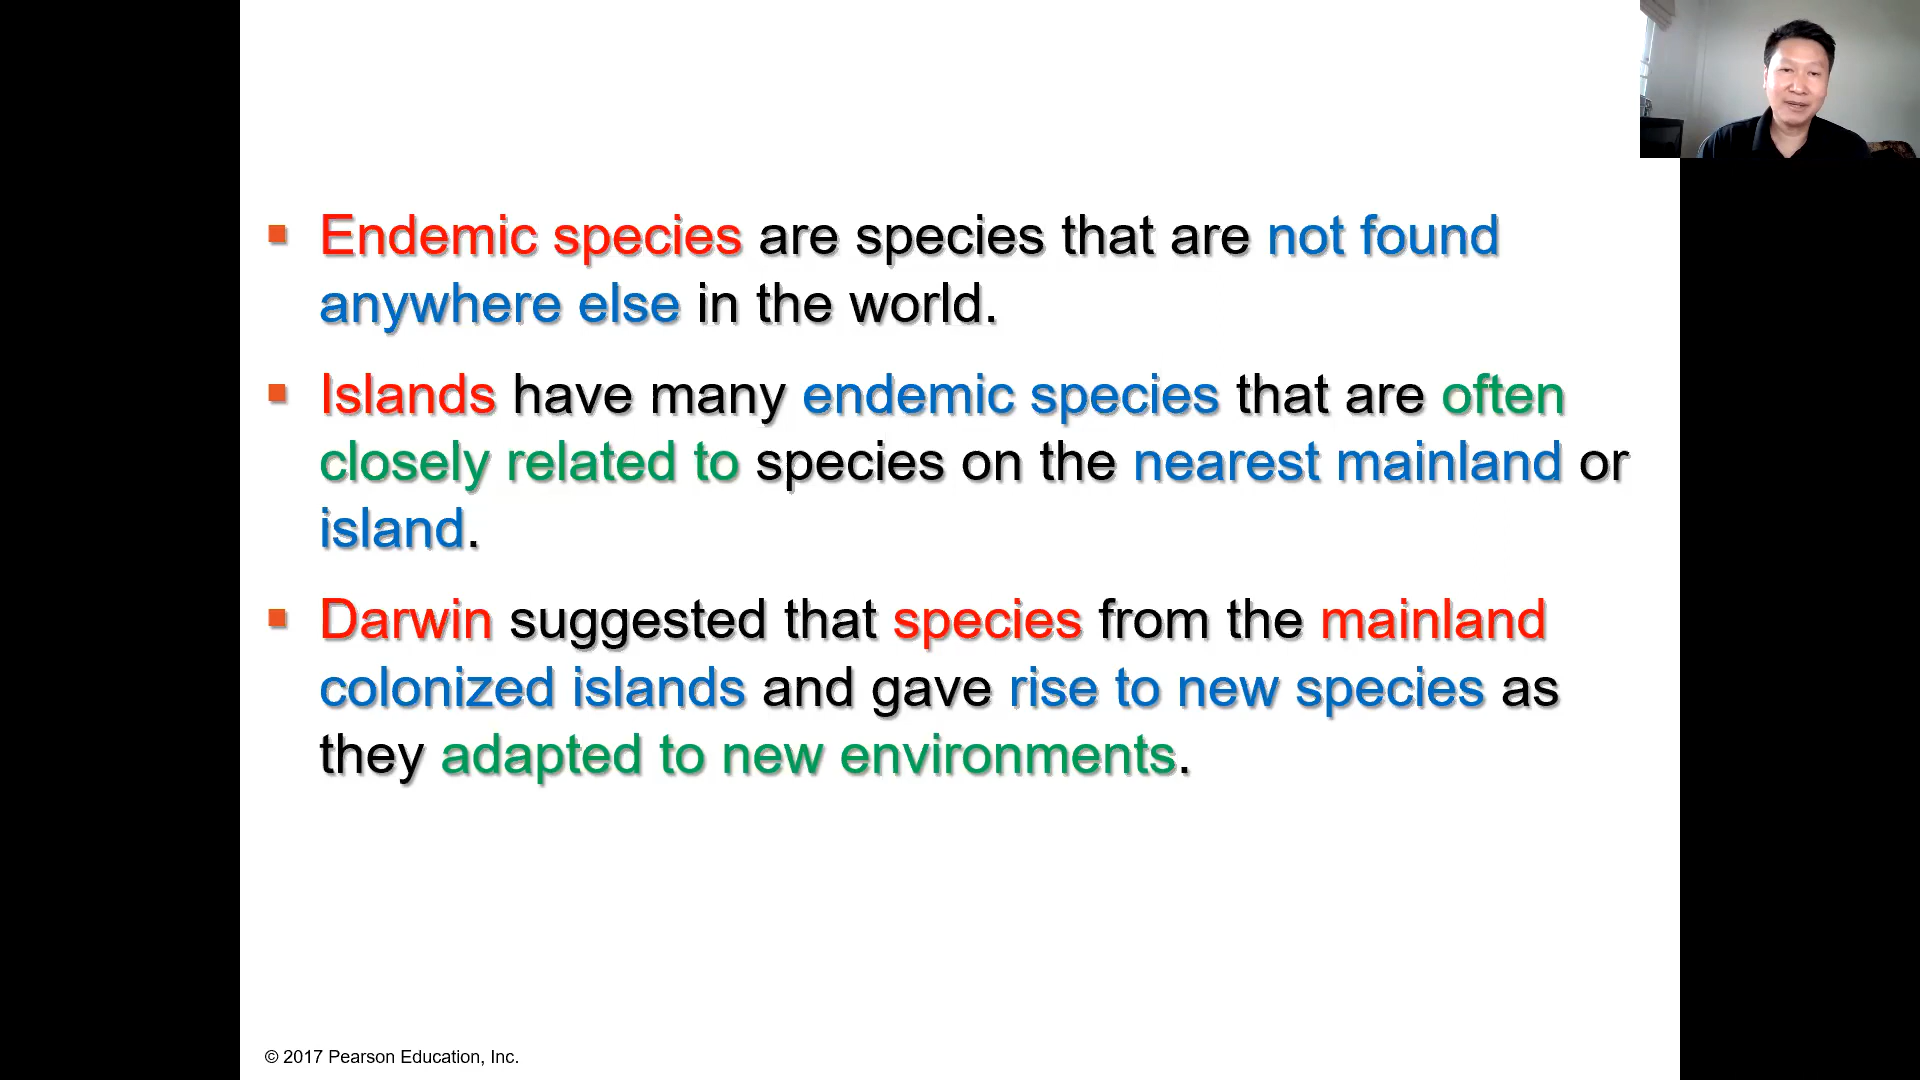 Endemic species are species that are not found
anywhere else in the world.
Islands have many endemic species that are often
closely related to species on the nearest mainland or
island.
Darwin suggested that species from the mainland
colonized islands and gave rise to new species as
they adapted to new environments.
© 2017 Pearson Education, Inc.